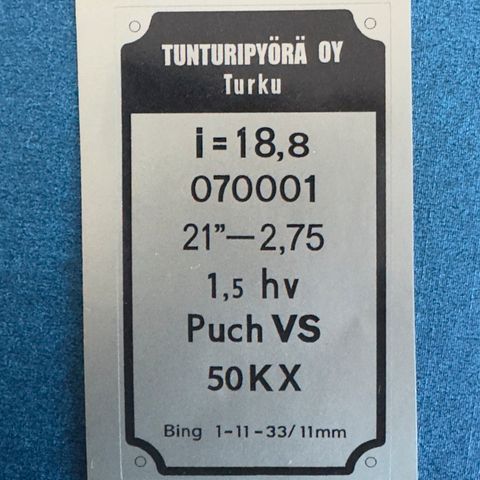 TUNTURIPYÖRÄ OY
Turku
i=18,8
070001
21”—2,75
1,5 hv
Puch VS
50KX
Bing 1-11-33/11mm